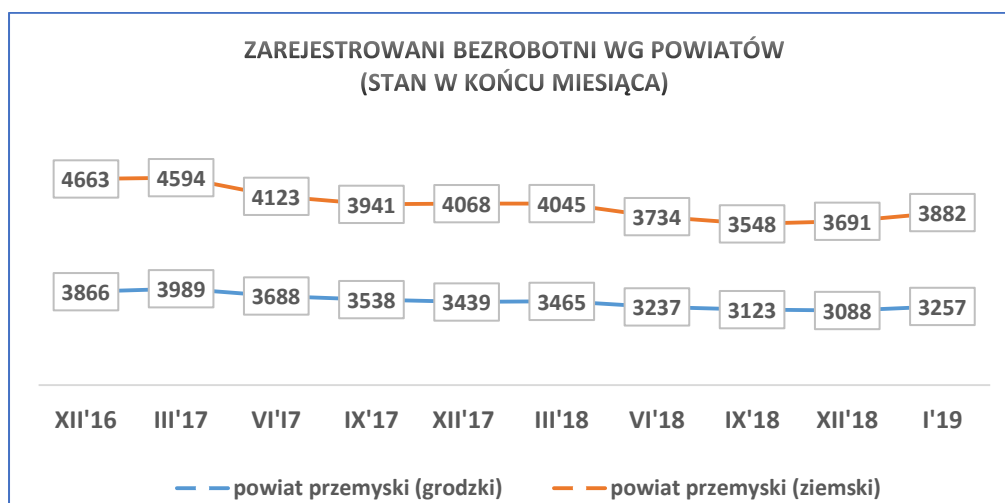 ZAREJESTROWANI BEZROBOTNI WG POWIATÓW
(STAN W KOŃCU MIESIĄCA)
4663 4594 4123 3941 4068 4045 3734 3548 3691 3882
3866 3989 3688 3538 3439 3465 3237 3123 3088 3257
XII'16 III'17 VI'I7 IX'17 XII'17 III'18 VI'18 IX'18 XII'18 I'19
powiat przemyski (grodzki) powiat przemyski (ziemski)